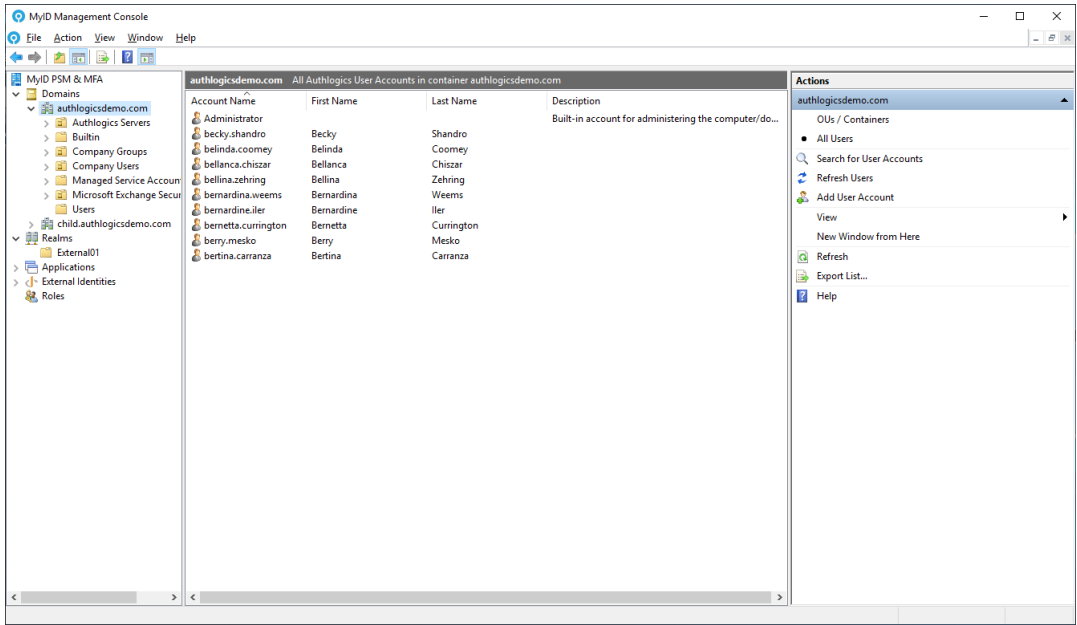 MyID Management Console
File Action View Window Help
MyID PSM & MFA
Domains
authlogicsdemo.com
Authlogics Servers
Builtin
Company Groups
Company Users
Managed Service Accoun
Microsoft Exchange Secur
Users
child.authlogicsdemo.com
Realms
External01
Applications
External Identities
Roles
authlogicsdemo.com All Authlogics User Accounts in container authlogicsdemo.com
Account Name First Name Last Name Description
Administrator Built-in account for administering the computer/do...
becky.shandro Becky Shandro
belinda.coomey Belinda Coomey
bellanca.chiszar Bellanca Chiszar
bellina.zehring Bellina Zehring
bernardina.weems Bernardina Weems
bernardine.iler Bernardine Iler
bernetta.currington Bernetta Currington
berry.mesko Berry Mesko
bertina.carranza Bertina Carranza
Actions
authlogicsdemo.com
OUs / Containers
All Users
Search for User Accounts
Refresh Users
Add User Account
View
New Window from Here
Refresh
Export List...
Help